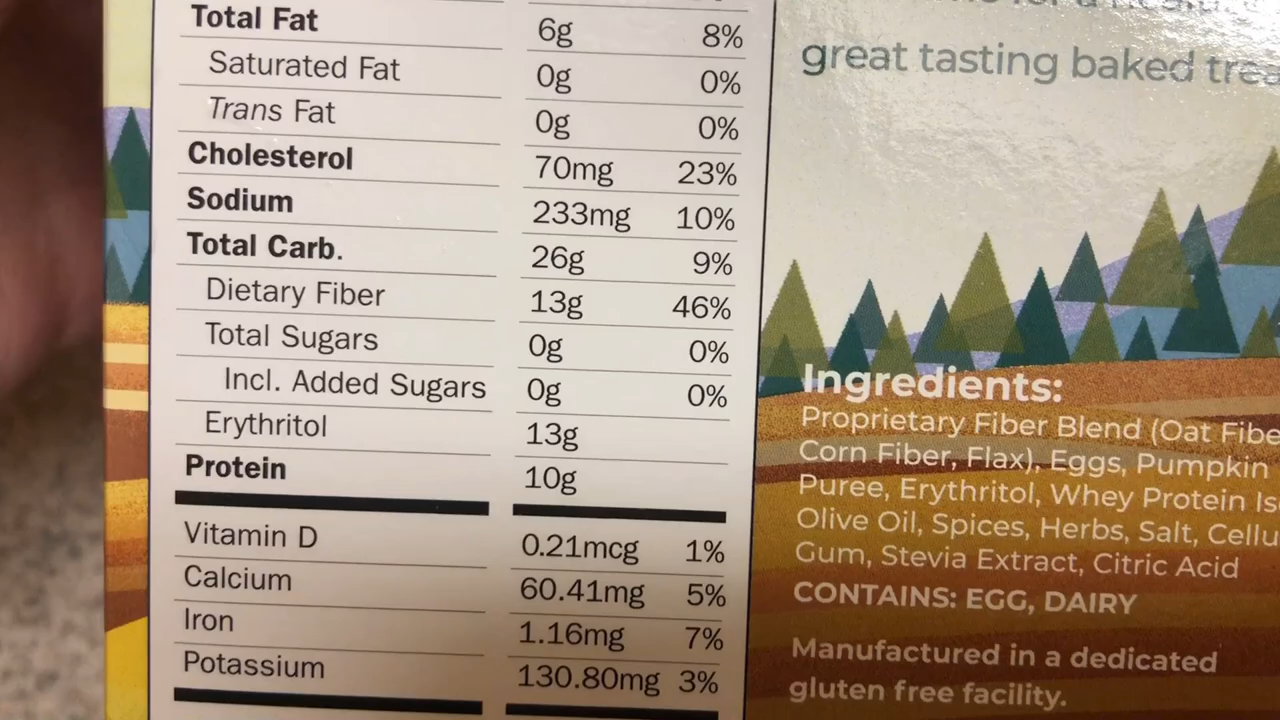 Total Fat 6g 8%
Saturated Fat 0g 0%
Trans Fat 0g 0%
Cholesterol 70mg 23%
Sodium 233mg 10%
Total Carb. 26g 9%
Dietary Fiber 13g 46%
Total Sugars 0g 0%
Incl. Added Sugars 0g 0%
Erythritol 13g
Protein 10g
Vitamin D 0.21mcg 1%
Calcium 60.41mg 5%
Iron 1.16mg 7%
Potassium 130.80mg 3%
for a
great tasting baked
Ingredients:
Proprietary Fiber Blend (Oat
Corn Fiber, Flax), Eggs, Pumpkin
Puree, Erythritol, Whey Protein
Olive Oil, Spices, Herbs, Salt,
Gum, Stevia Extract, Citric Acid
CONTAINS: EGG, DAIRY
Manufactured in a dedicated
gluten free facility.